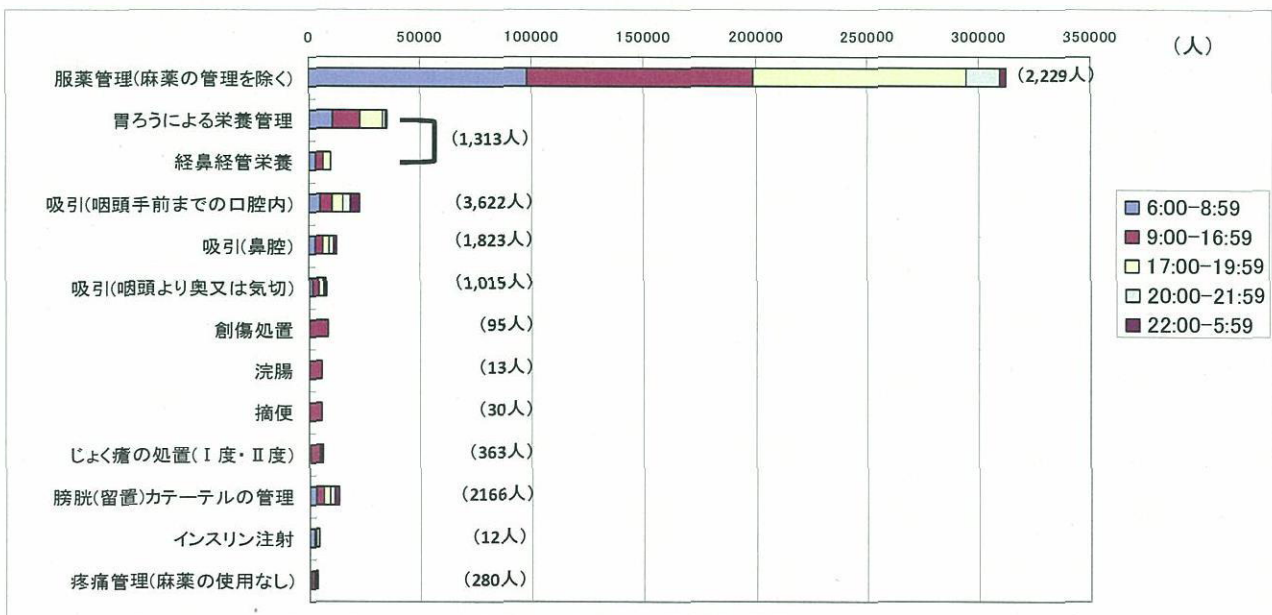 0 50000 100000 150000 200000 250000 300000 350000
(人)
服薬管理(麻薬の管理を除く) (2,229人)
胃ろうによる栄養管理
(1,313人)
経鼻経管栄養
吸引(咽頭手前までの口腔内) (3,622人)
吸引(鼻腔) (1,823人)
吸引(咽頭より奥又は気切) (1,015人)
創傷処置 (95人)
浣腸 (13人)
摘便 (30人)
じょく瘡の処置(Ⅰ度・Ⅱ度) (363人)
膀胱(留置)カテーテルの管理 (2166人)
インスリン注射 (12人)
疼痛管理(麻薬の使用なし) (280人)
6:00-8:59
9:00-16:59
17:00-19:59
20:00-21:59
22:00-5:59